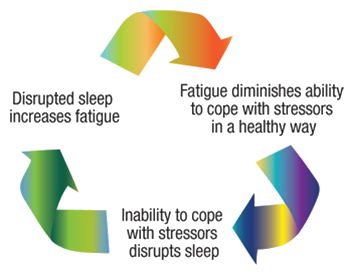 Disrupted sleep
increases fatigue
Fatigue diminishes ability
to cope with stressors
in a healthy way
Inability to cope
with stressors
disrupts sleep